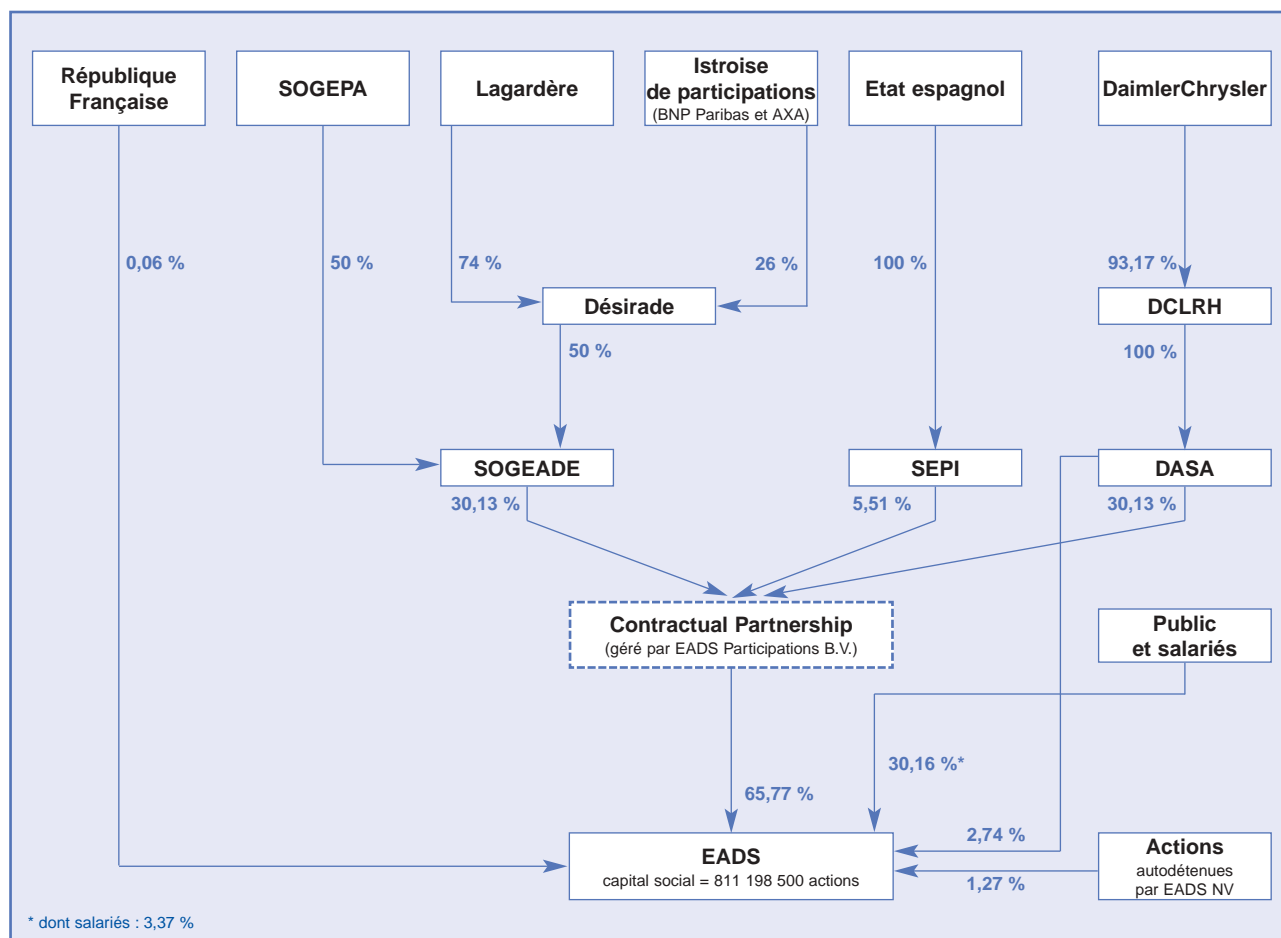 République
Française
SOGEPA
Lagardère
Istroise
de participations
(BNP Paribas et AXA)
Etat espagnol
DaimlerChrysler
0,06 %
50 %
74 %
26 %
100 %
93,17 %
Désirade
DCLRH
50 %
100 %
SOGEADE
SEPI
DASA
30,13 %
5,51 %
30,13 %
Contractual Partnership
(géré par EADS Participations B.V.)
Public
et salariés
30,16 %*
65,77 %
2,74 %
EADS
capital social = 811 198 500 actions
1,27 %
Actions
autodétenues
par EADS NV
* dont salariés : 3,37 %